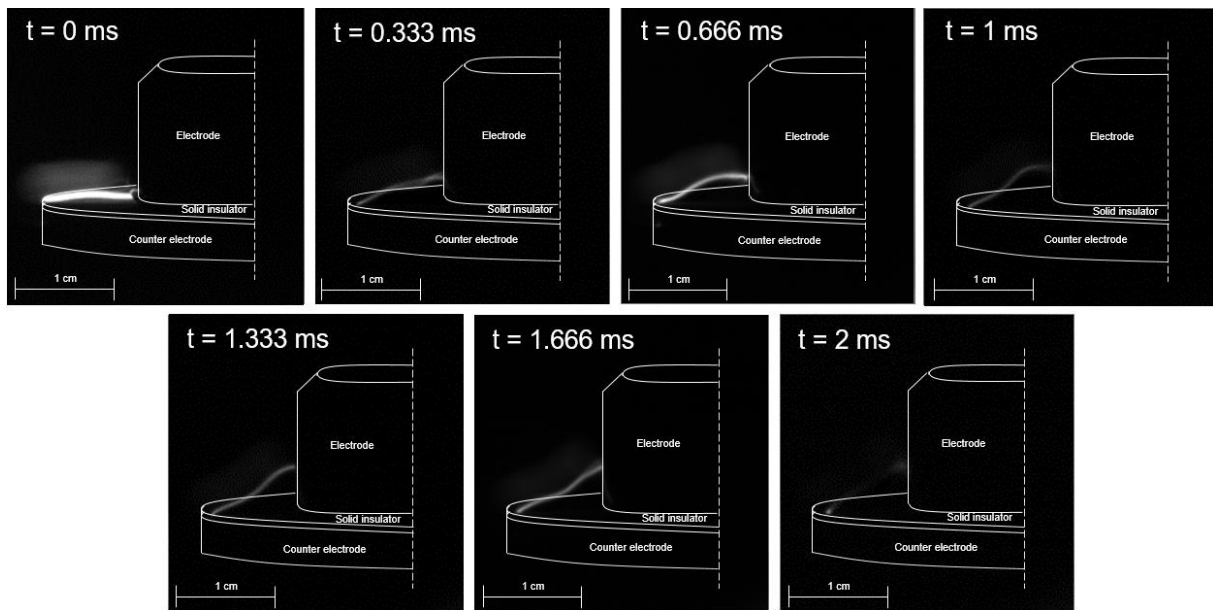 t = 0 ms
Electrode
Solid insulator
Counter electrode
1 cm
t = 0.333 ms
Electrode
Solid insulator
Counter electrode
1 cm
t = 0.666 ms
Electrode
Solid insulator
Counter electrode
1 cm
t = 1 ms
Electrode
Solid insulator
Counter electrode
1 cm
t = 1.333 ms
Electrode
Solid insulator
Counter electrode
1 cm
t = 1.666 ms
Electrode
Solid insulator
Counter electrode
1 cm
t = 2 ms
Electrode
Solid insulator
Counter electrode
1 cm